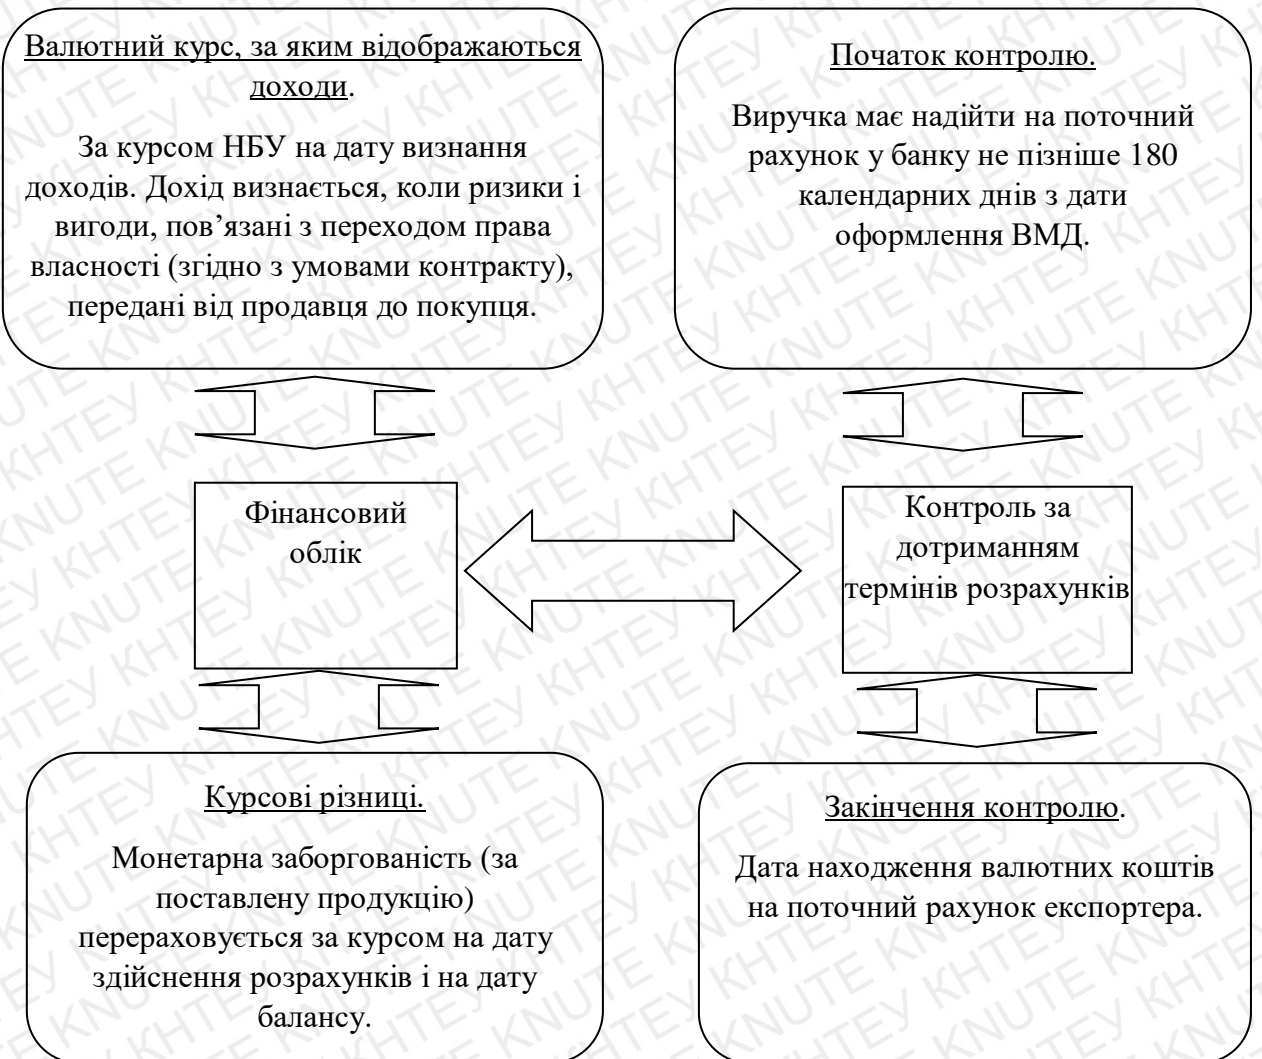 Валютний курс, за яким відображаються
доходи.
За курсом НБУ на дату визнання
доходів. Дохід визнається, коли ризики і
вигоди, пов’язані з переходом права
власності (згідно з умовами контракту),
передані від продавця до покупця.
Початок контролю.
Виручка має надійти на поточний
рахунок у банку не пізніше 180
календарних днів з дати
оформлення ВМД.
Фінансовий
облік
Контроль за
дотриманням
термінів розрахунків
Курсові різниці.
Монетарна заборгованість (за
поставлену продукцію)
перераховується за курсом на дату
здійснення розрахунків і на дату
балансу.
Закінчення контролю.
Дата находження валютних коштів
на поточний рахунок експортера.